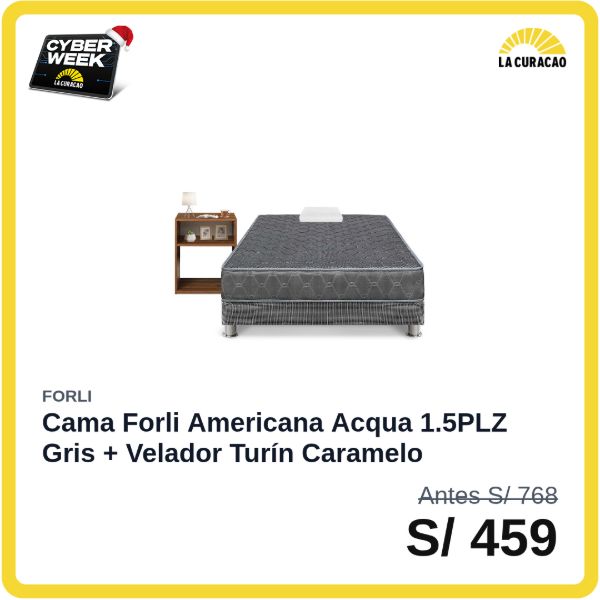 CYBER
WEEK
LA CURACAO
LA CURACAO
FORLI
Cama Forli Americana Acqua 1.5PLZ
Gris + Velador Turín Caramelo
Antes S/ 768
S/ 459